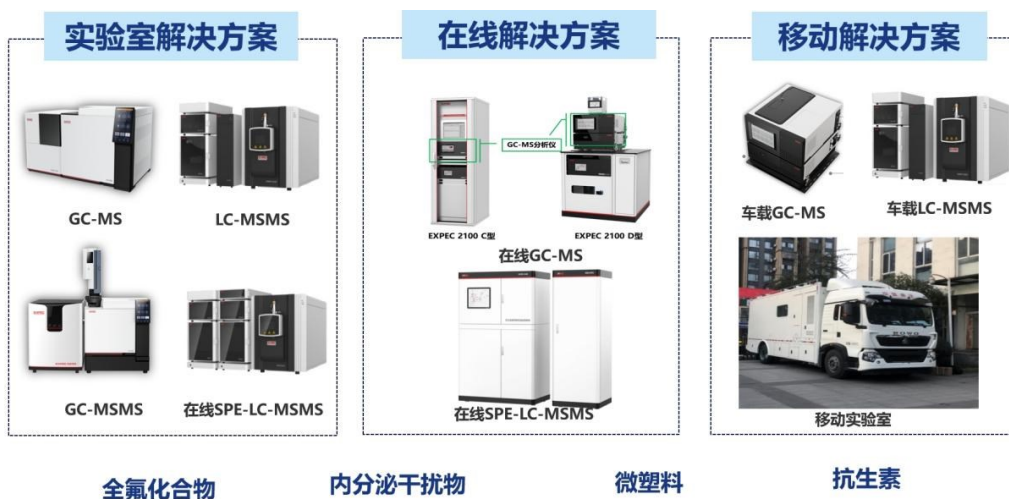 实验室解决方案
在线解决方案
移动解决方案
GC-MS
LC-MSMS
GC-MSMS
在线SPE-LC-MSMS
GC-MS分析仪
EXPEC 2100 C型
EXPEC 2100 D型
在线GC-MS
在线SPE-LC-MSMS
车载GC-MS
车载LC-MSMS
移动实验室
全氟化合物
内分泌干扰物
微塑料
抗生素